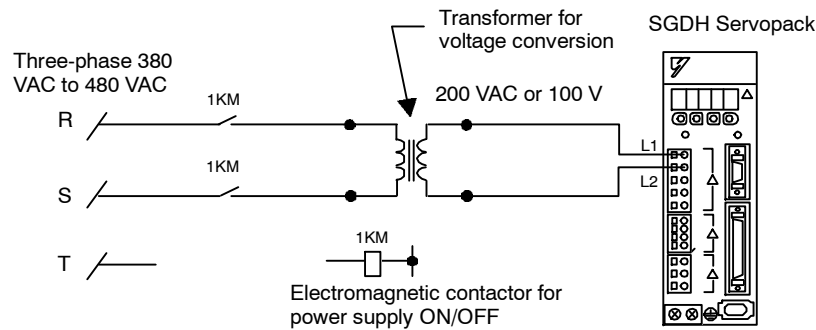 Transformer for
voltage conversion
SGDH Servopack
Three-phase 380
VAC to 480 VAC
200 VAC or 100 V
1KM
R
L1
1KM
L2
S
1KM
T
Electromagnetic contactor for
power supply ON/OFF